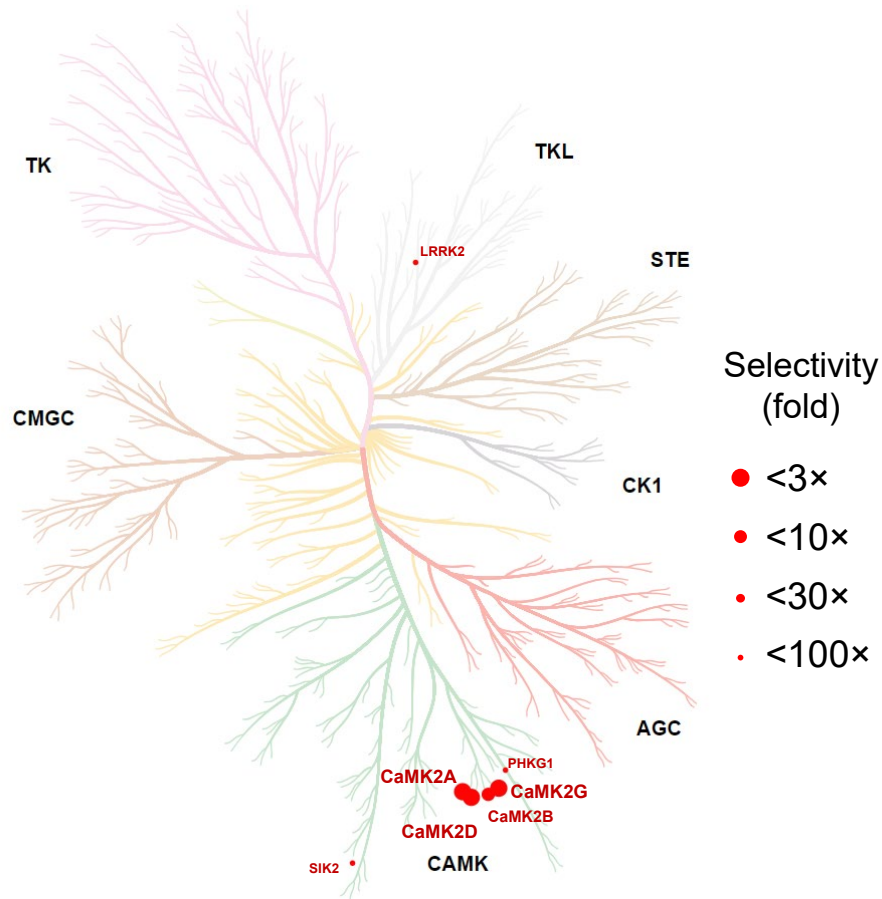 TK
TKL
LRRK2
STE
Selectivity
(fold)
CMGC
<3×
CK1
<10×
<30×
<100×
AGC
PHKG1
CaMK2A
CaMK2G
CaMK2B
CaMK2D
CAMK
SIK2